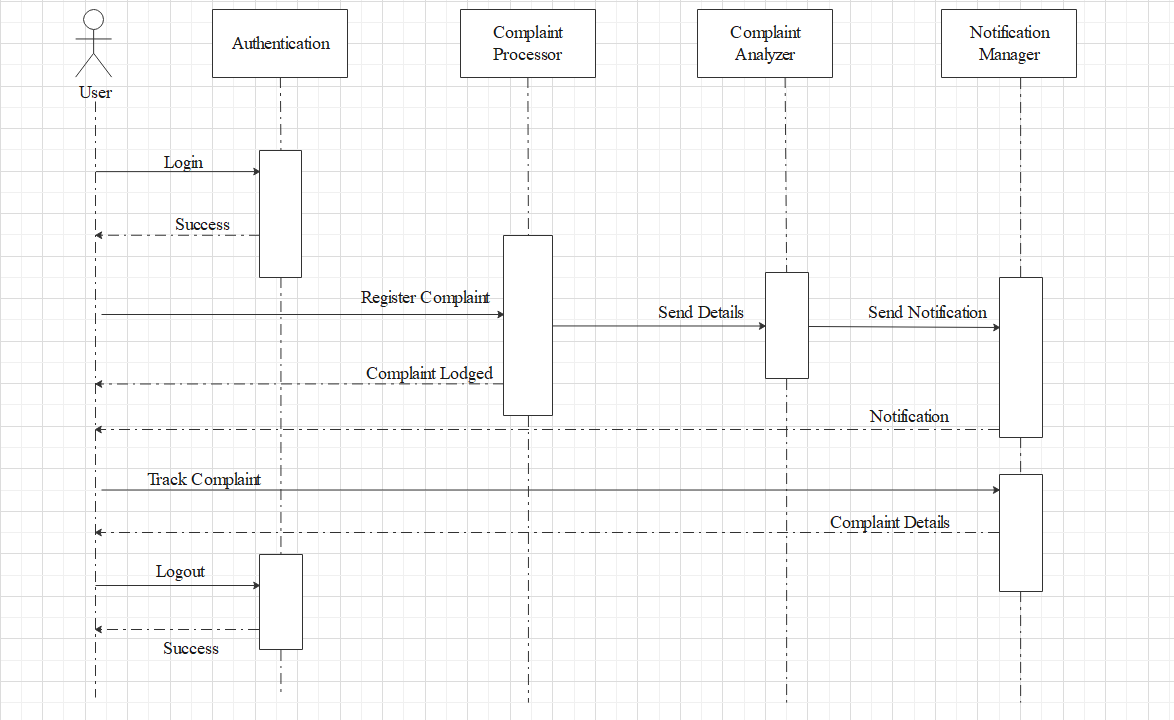 Authentication
Complaint
Processor
Complaint
Analyzer
Notification
Manager
User
Login
Success
Register Complaint
Send Details
Send Notification
Complaint Lodged
Notification
Track Complaint
Complaint Details
Logout
Success